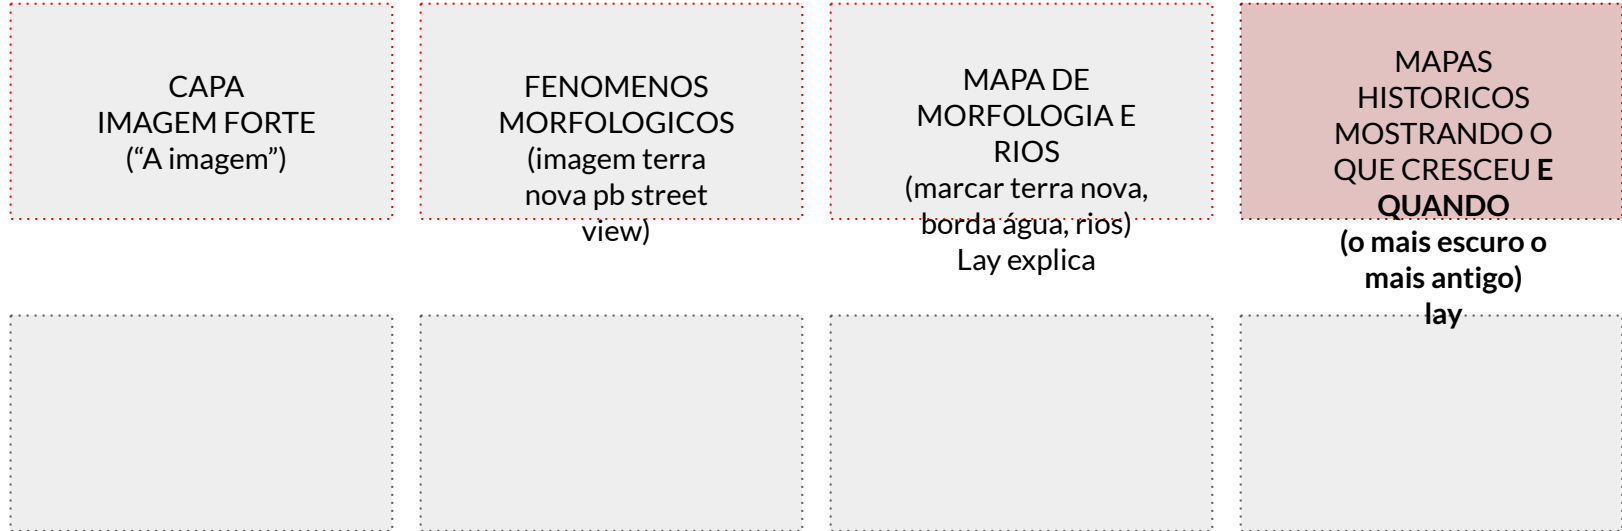 CAPA
IMAGEM FORTE
(“A imagem”)
FENOMENOS
MORFOLOGICOS
(imagem terra
nova pb street
view)
MAPA DE
MORFOLOGIA E
RIOS
(marcar terra nova,
borda água, rios)
Lay explica
MAPAS
HISTORICOS
MOSTRANDO O
QUE CRESCEU E
QUANDO
(o mais escuro o
mais antigo)
lay